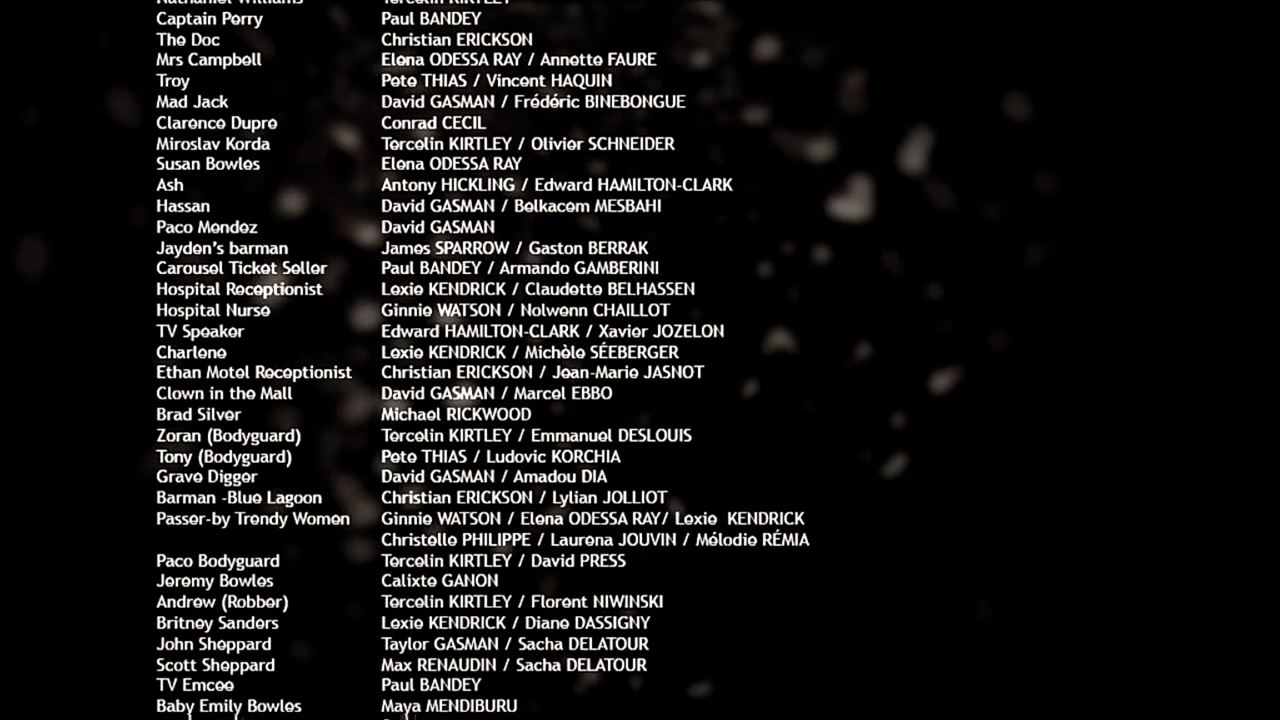 Nathaniel Williams Tercelin KIRTLEY
Captain Perry Paul BANDEY
The Doc Christian ERICKSON
Mrs Campbell Elena ODESSA RAY / Annette FAURE
Troy Pete THIAS / Vincent HAQUIN
Mad Jack David GASMAN / Frédéric BINEBONGUE
Clarence Dupre Conrad CECIL
Miroslav Korda Tercelin KIRTLEY / Olivier SCHNEIDER
Susan Bowles Elena ODESSA RAY
Ash Antony HICKLING / Edward HAMILTON-CLARK
Hassan David GASMAN / Belkacem MESBAHI
Paco Mendez David GASMAN
Jayden's barman James SPARROW / Gaston BERRAK
Carousel Ticket Seller Paul BANDEY / Armando GAMBERINI
Hospital Receptionist Lexie KENDRICK / Claudette BELHASSEN
Hospital Nurse Ginnie WATSON / Nolwenn CHAILLOT
TV Speaker Edward HAMILTON-CLARK / Xavier JOZELON
Charlene Lexie KENDRICK / Michèle SÉEBERGER
Ethan Motel Receptionist Christian ERICKSON / Jean-Marie JASNOT
Clown in the Mall David GASMAN / Marcel EBBO
Brad Silver Michael RICKWOOD
Zoran (Bodyguard) Tercelin KIRTLEY / Emmanuel DESLOUIS
Tony (Bodyguard) Pete THIAS / Ludovic KORCHIA
Grave Digger David GASMAN / Amadou DIA
Barman -Blue Lagoon Christian ERICKSON / Lylian JOLLIOT
Passer-by Trendy Women Ginnie WATSON / Elena ODESSA RAY/ Lexie KENDRICK
Christelle PHILIPPE / Laurena JOUVIN / Mélodie RÉMIA
Paco Bodyguard Tercelin KIRTLEY / David PRESS
Jeremy Bowles Calixte GANON
Andrew (Robber) Tercelin KIRTLEY / Florent NIWINSKI
Britney Sanders Lexie KENDRICK / Diane DASSIGNY
John Sheppard Taylor GASMAN / Sacha DELATOUR
Scott Sheppard Max RENAUDIN / Sacha DELATOUR
TV Emcee Paul BANDEY
Baby Emily Bowles Maya MENDIBURU